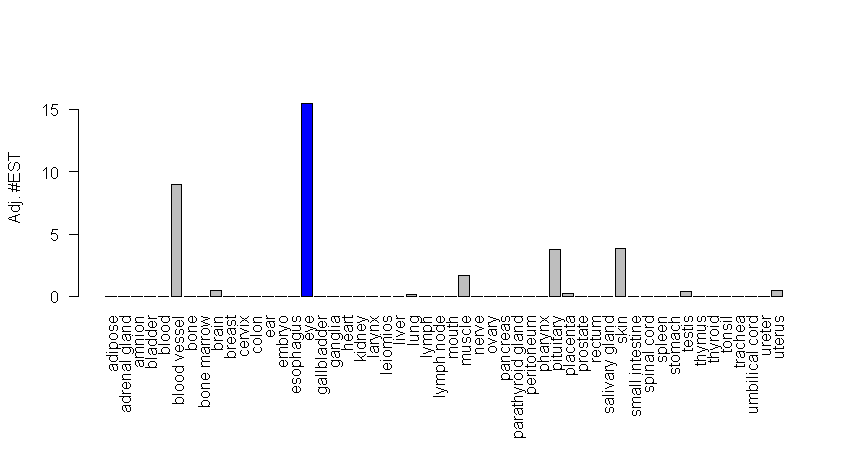 Adj. #EST
15
10
5
0
adipose
adrenal gland
amnion
bladder
blood
blood vessel
bone
bone marrow
brain
breast
cervix
colon
ear
embryo
esophagus
eye
gallbladder
ganglia
heart
kidney
larynx
leiomios
liver
lung
lymph
lymph node
mouth
muscle
nerve
ovary
pancreas
parathyroid gland
peritoneum
pharynx
pituitary
placenta
prostate
rectum
salivary gland
skin
small intestine
spinal cord
spleen
stomach
testis
thymus
thyroid
tonsil
trachea
umbilical cord
ureter
uterus